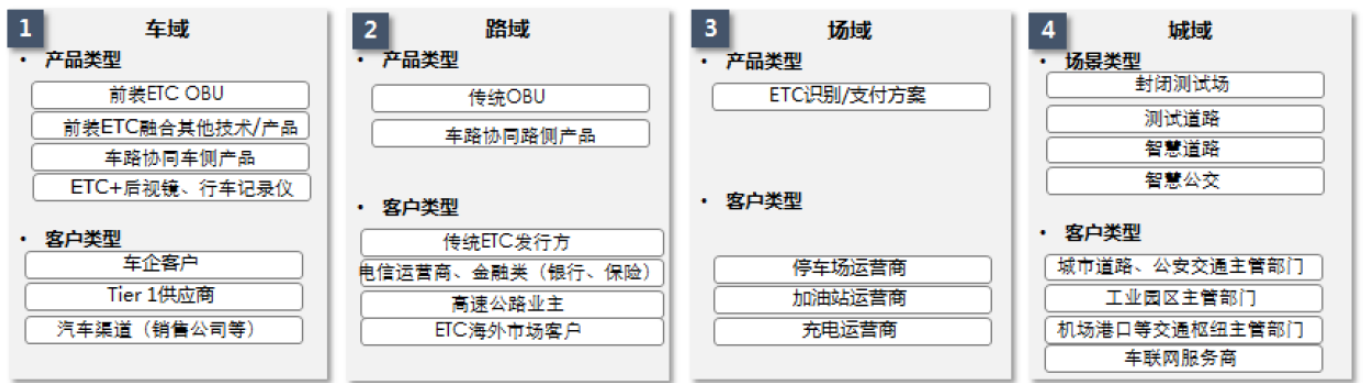 1
车域
• 产品类型
前装ETC OBU
前装ETC融合其他技术/产品
车路协同车侧产品
ETC+后视镜、行车记录仪
• 客户类型
车企客户
Tier 1供应商
汽车渠道（销售公司等）
2
路域
• 产品类型
传统OBU
车路协同路侧产品
• 客户类型
传统ETC发行方
电信运营商、金融类（银行、保险）
高速公路业主
ETC海外市场客户
3
场域
• 产品类型
ETC识别/支付方案
• 客户类型
停车场运营商
加油站运营商
充电运营商
4
城域
• 场景类型
封闭测试场
测试道路
智慧道路
智慧公交
• 客户类型
城市道路、公安交通主管部门
工业园区主管部门
机场港口等交通枢纽主管部门
车联网服务商